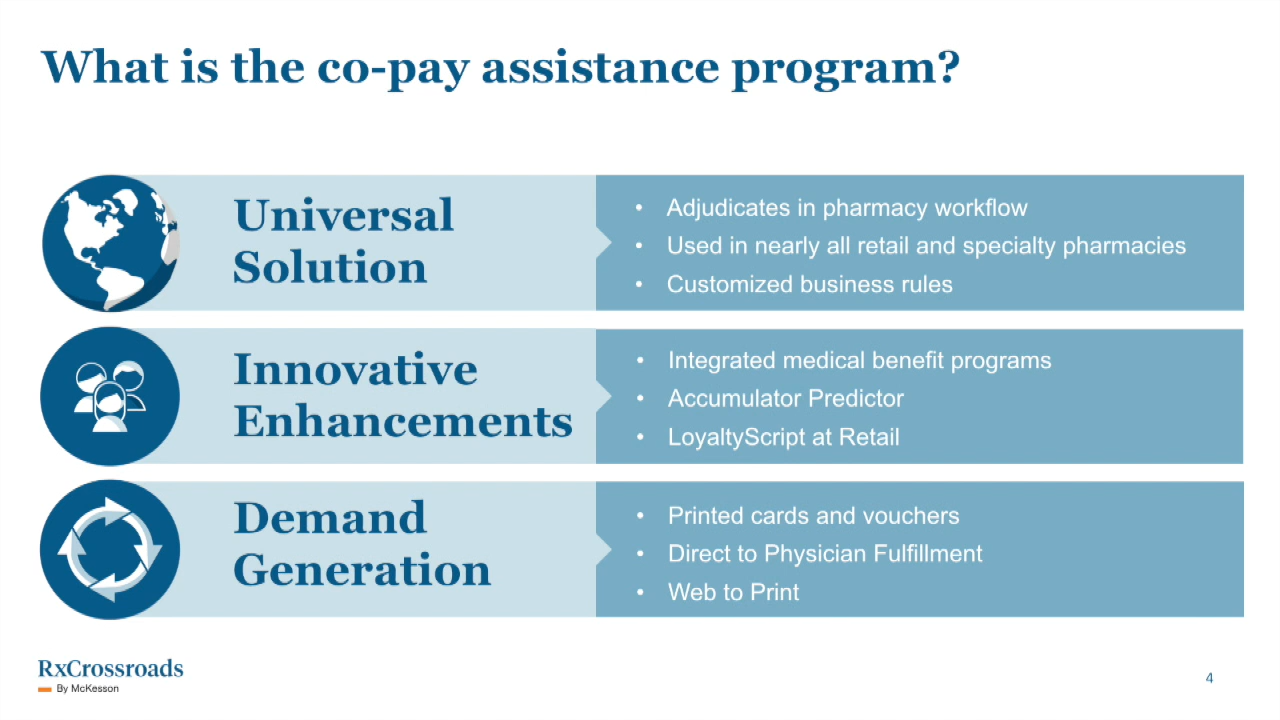 What is the co-pay assistance program?
Universal
Solution
• Adjudicates in pharmacy workflow
• Used in nearly all retail and specialty pharmacies
• Customized business rules
Innovative
Enhancements
• Integrated medical benefit programs
• Accumulator Predictor
• LoyaltyScript at Retail
Demand
Generation
• Printed cards and vouchers
• Direct to Physician Fulfillment
• Web to Print
RxCrossroads
By McKesson
4